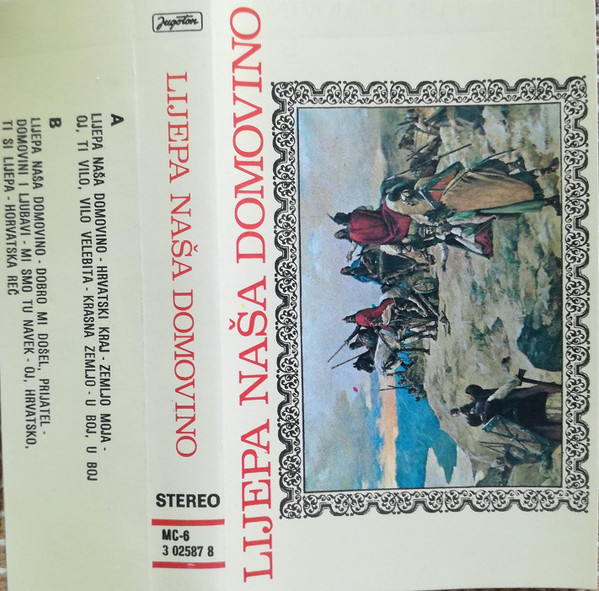 LIJEPA NAŠA DOMOVINO
Jugoton
LIJEPA NAŠA DOMOVINO
STEREO
MC-6
3 02587 8
A
LIJEPA NAŠA DOMOVINO - HRVATSKI KRAJ - ZEMLJO MOJA -
OJ, TI VILO, VILO VELEBITA - KRASNA ZEMLJO - U BOJ, U BOJ
B
LIJEPA NAŠA DOMOVINO - DOBRO MI DOŠEL, PRIJATEL -
DOMOVINI I LJUBAVI - MI SMO TU NAVEK - OJ, HRVATSKO,
TI SI LIJEPA - HORVATSKA REČ